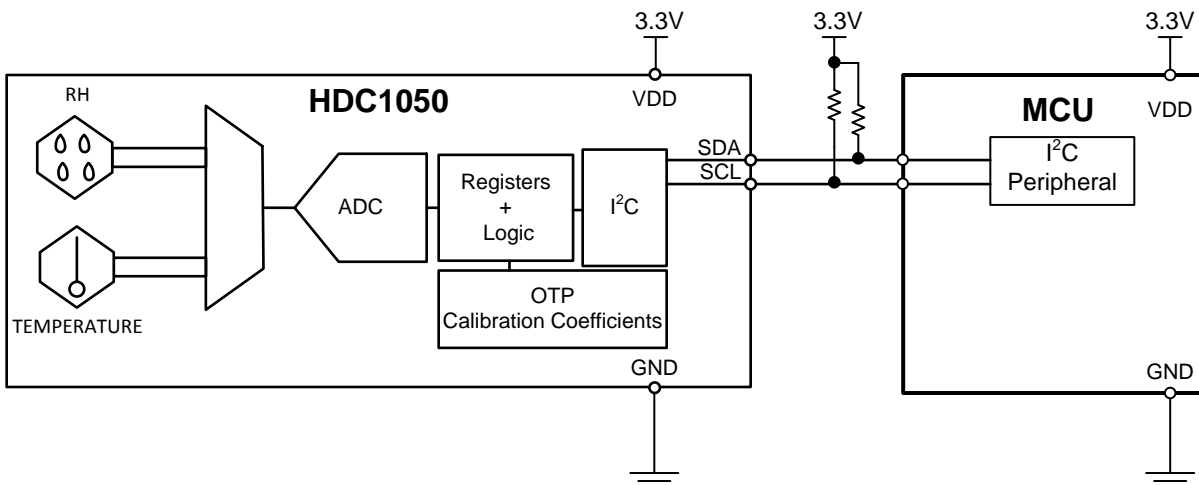 3.3V
3.3V
3.3V
RH
HDC1050
VDD
MCU
VDD
SDA
SCL
I²C
Peripheral
ADC
Registers
+
Logic
I²C
OTP
Calibration Coefficients
TEMPERATURE
GND
GND